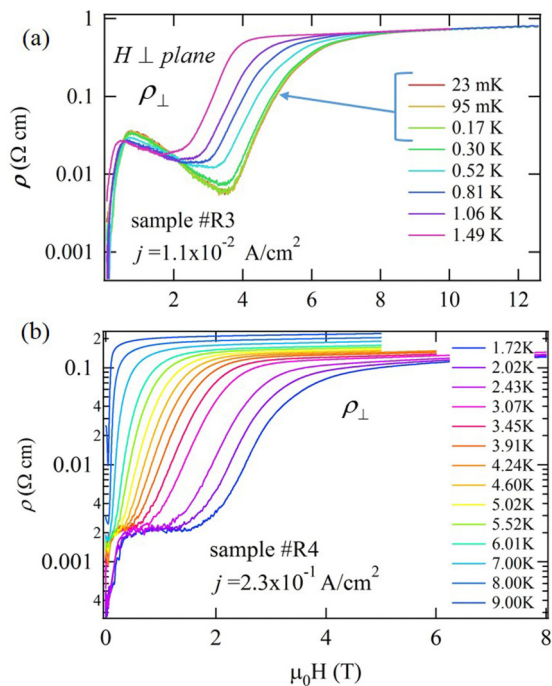 (a)
1
H ⊥ plane
ρ⊥
0.1
23 mK
95 mK
0.17 K
0.30 K
0.52 K
0.81 K
1.06 K
1.49 K
ρ (Ω cm)
0.01
sample #R3
j =1.1x10⁻² A/cm²
0.001
2 4 6 8 10 12
(b)
2
0.1
1.72K
2.02K
2.43K
3.07K
3.45K
3.91K
4.24K
4.60K
5.02K
5.52K
6.01K
7.00K
8.00K
9.00K
ρ⊥
4
2
ρ (Ω cm)
0.01
4
2
sample #R4
j =2.3x10⁻¹ A/cm²
0.001
4
0 2 4 6 8
μ₀H (T)